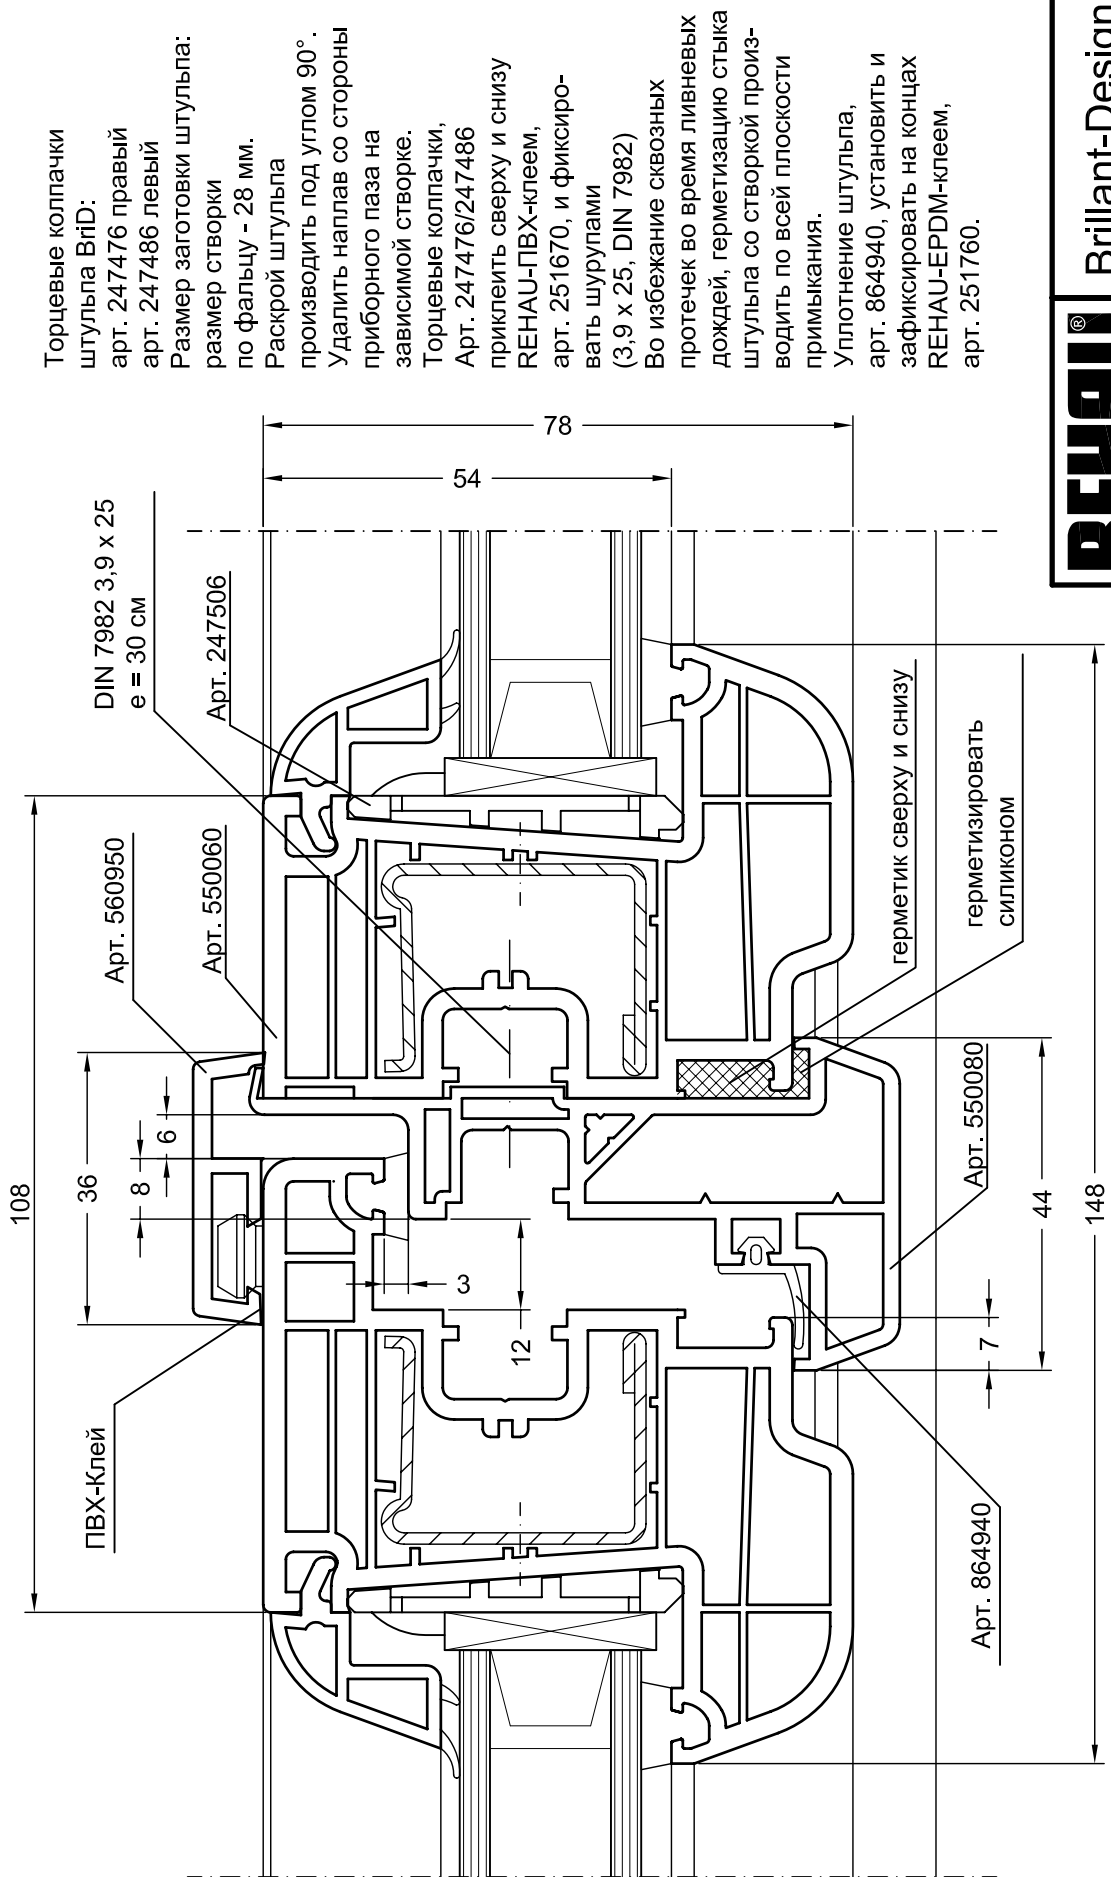 Торцевые колпачки
штульпа BriD:
арт. 247476 правый
арт. 247486 левый
Размер заготовки штульпа:
размер створки
по фальцу - 28 мм.
Раскрой штульпа
производить под углом 90°.
Удалить наплав со стороны
приборного паза на
зависимой створке.
Торцевые колпачки,
Арт. 247476/247486
приклеить сверху и снизу
REHAU-ПВХ-клеем,
арт. 251670, и фиксиро-
вать шурупами
(3,9 x 25, DIN 7982)
Во избежание сквозных
протечек во время ливневых
дождей, герметизацию стыка
штульпа со створкой произ-
водить по всей плоскости
примыкания.
Уплотнение штульпа,
арт. 864940, установить и
зафиксировать на концах
REHAU-EPDM-клеем,
арт. 251760.
DIN 7982 3,9 x 25
e = 30 см
Арт. 247506
Арт. 560950
Арт. 550060
ПВХ-Клей
108
36
8
6
3
12
54
78
герметик сверху и снизу
герметизировать
силиконом
Арт. 550080
Арт. 864940
7
44
148
REHAU®
Brillant-Design